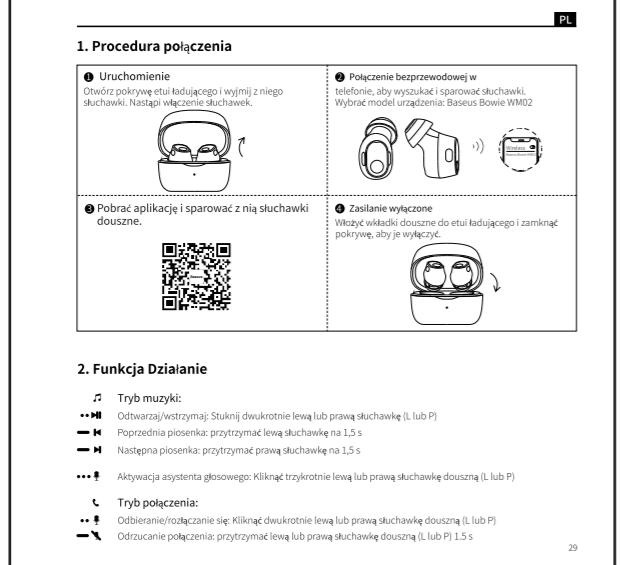 PL
1. Procedura połączenia
❶ Uruchomienie
Otwórz pokrywę etui ładującego i wyjmij z niego
słuchawki. Nastąpi włączenie słuchawek.
❷ Połączenie bezprzewodowej w
telefonie, aby wyszukać i sparować słuchawki.
Wybrać model urządzenia: Baseus Bowie WM02
Wireless
Baseus Bowie WM02
❸ Pobrać aplikację i sparować z nią słuchawki
douszne.
❹ Zasilanie wyłączone
Włożyć wkładki douszne do etui ładującego i zamknąć
pokrywę, aby je wyłączyć.
2. Funkcja Działanie
Tryb muzyki:
Odtwarzaj/wstrzymaj: Stuknij dwukrotnie lewą lub prawą słuchawkę (L lub P)
Poprzednia piosenka: przytrzymać lewą słuchawkę na 1,5 s
Następna piosenka: przytrzymać prawą słuchawkę na 1,5 s
Aktywacja asystenta głosowego: Kliknąć trzykrotnie lewą lub prawą słuchawkę douszną (L lub P)
Tryb połączenia:
Odbieranie/rozłączanie się: Kliknąć dwukrotnie lewą lub prawą słuchawkę douszną (L lub P)
Odrzucanie połączenia: przytrzymać lewą lub prawą słuchawkę douszną (L lub P) 1.5 s
29